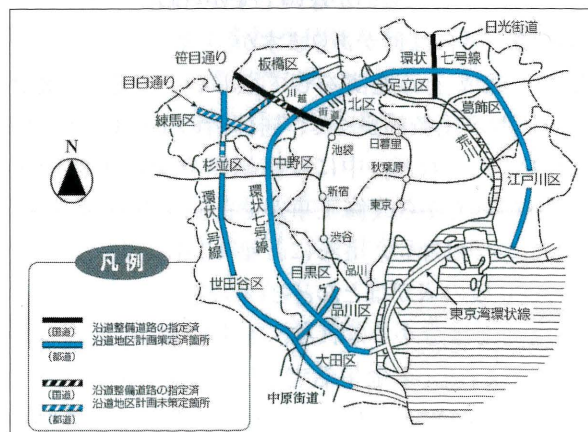 日光街道
笹目通り
板橋区
環状
七号線
目白通り
川越
街道
北区
足立区
葛飾区
練馬区
荒川
N
杉並区
中野区
池袋
日暮里
秋葉原
江戸川区
環状八号線
環状七号線
新宿
東京
渋谷
凡例
目黒区
品川
世田谷区
品川区
東京湾環状線
大田区
中原街道
(国道)
沿道整備道路の指定済
沿道地区計画策定済箇所
(都道)
(国道)
沿道整備道路の指定済
沿道地区計画未策定箇所
(都道)